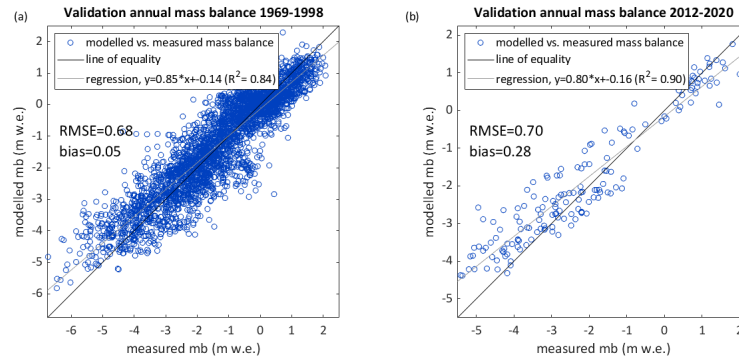 (a)
Validation annual mass balance 1969-1998
modelled vs. measured mass balance
line of equality
regression, y=0.85*x+-0.14 (R2= 0.84)
RMSE=0.68
bias=0.05
modelled mb (m w.e.)
2
1
0
-1
-2
-3
-4
-5
-6
-6 -5 -4 -3 -2 -1 0 1 2
measured mb (m w.e.)
(b)
Validation annual mass balance 2012-2020
modelled vs. measured mass balance
line of equality
regression, y=0.80*x+-0.16 (R2= 0.90)
RMSE=0.70
bias=0.28
modelled mb (m w.e.)
2
1
0
-1
-2
-3
-4
-5
-5 -4 -3 -2 -1 0 1 2
measured mb (m w.e.)